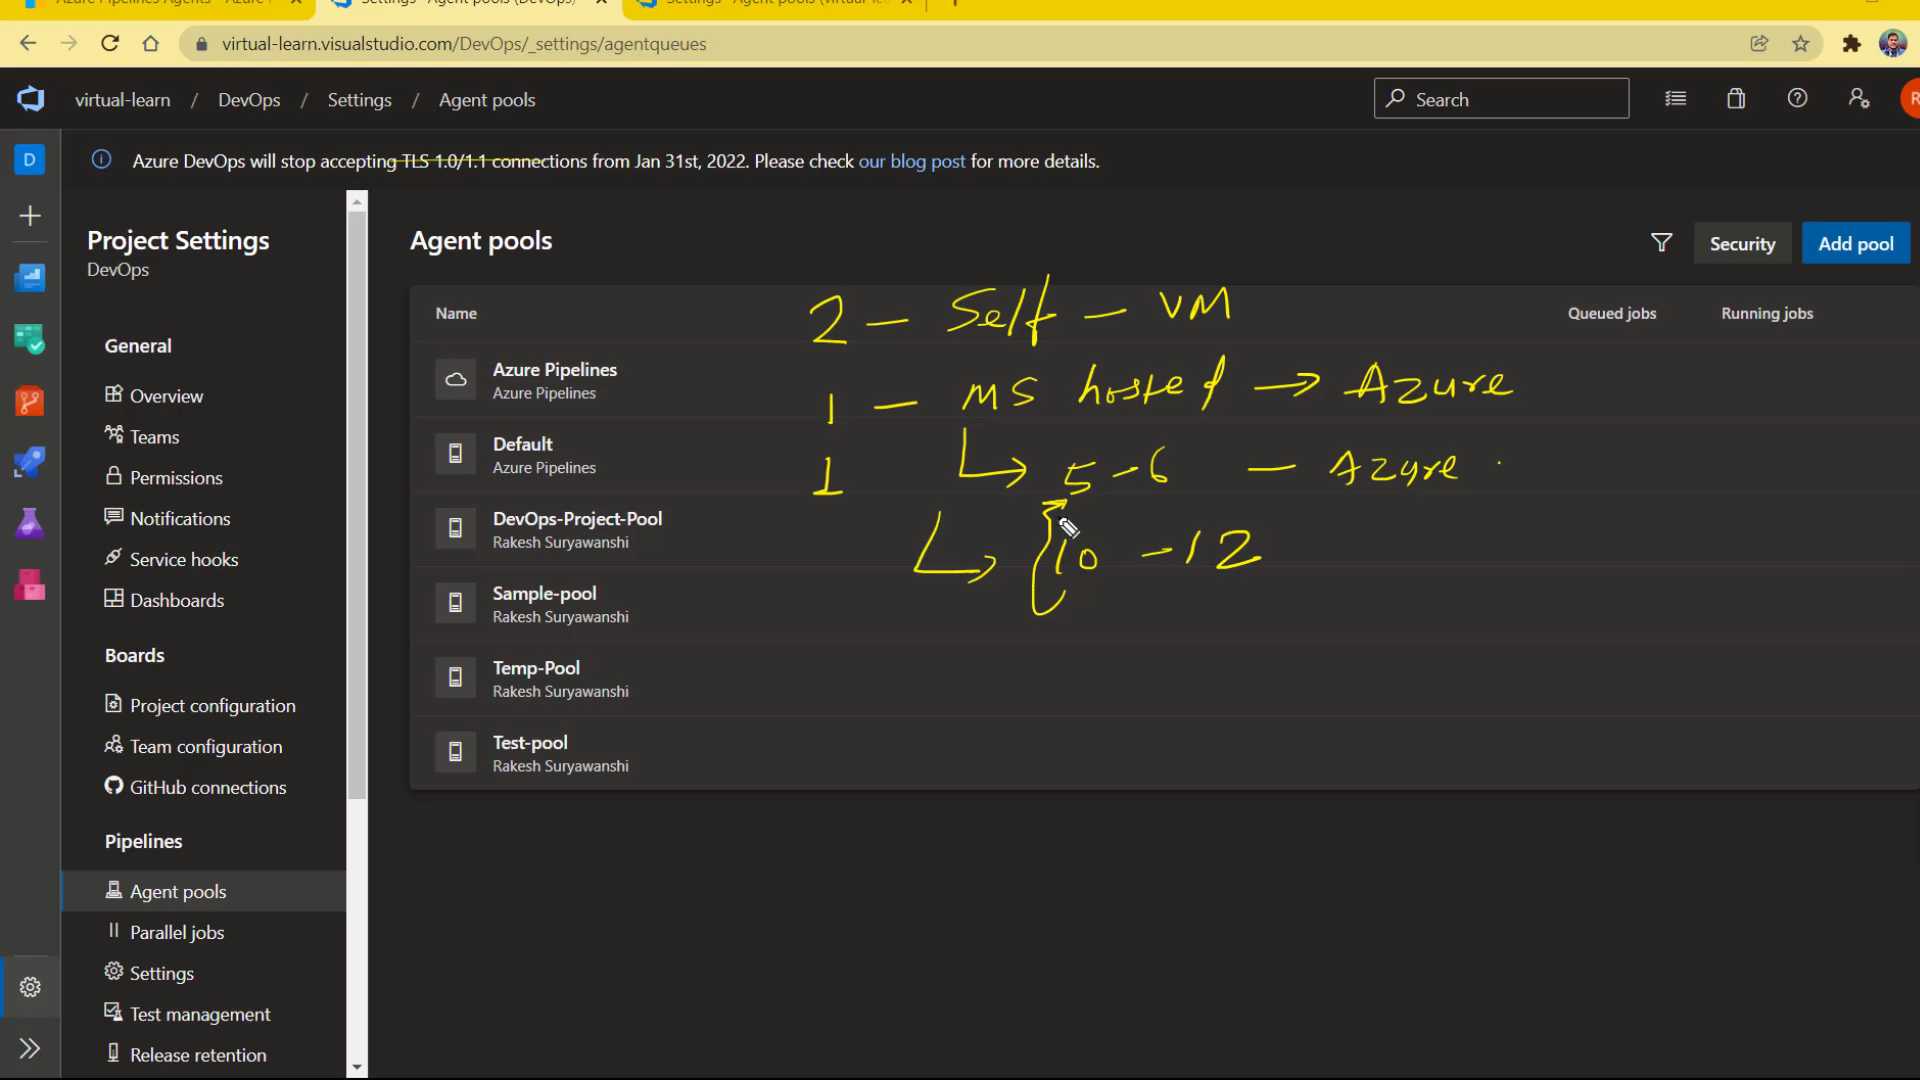 Settings - Agent pools (DevOps)
virtual-learn.visualstudio.com/DevOps/_settings/agentqueues
virtual-learn / DevOps / Settings / Agent pools
Search
R
D
Azure DevOps will stop accepting TLS 1.0/1.1 connections from Jan 31st, 2022. Please check our blog post for more details.
Project Settings
DevOps
General
Overview
Teams
Permissions
Notifications
Service hooks
Dashboards
Boards
Project configuration
Team configuration
GitHub connections
Pipelines
Agent pools
Parallel jobs
Settings
Test management
Release retention
Agent pools
Security
Add pool
Name
Queued jobs
Running jobs
Azure Pipelines
Azure Pipelines
Default
Azure Pipelines
DevOps-Project-Pool
Rakesh Suryawanshi
Sample-pool
Rakesh Suryawanshi
Temp-Pool
Rakesh Suryawanshi
Test-pool
Rakesh Suryawanshi
2 - Self - VM
1 - MS hosted → Azure
1 5-6 - Azure
10 - 12